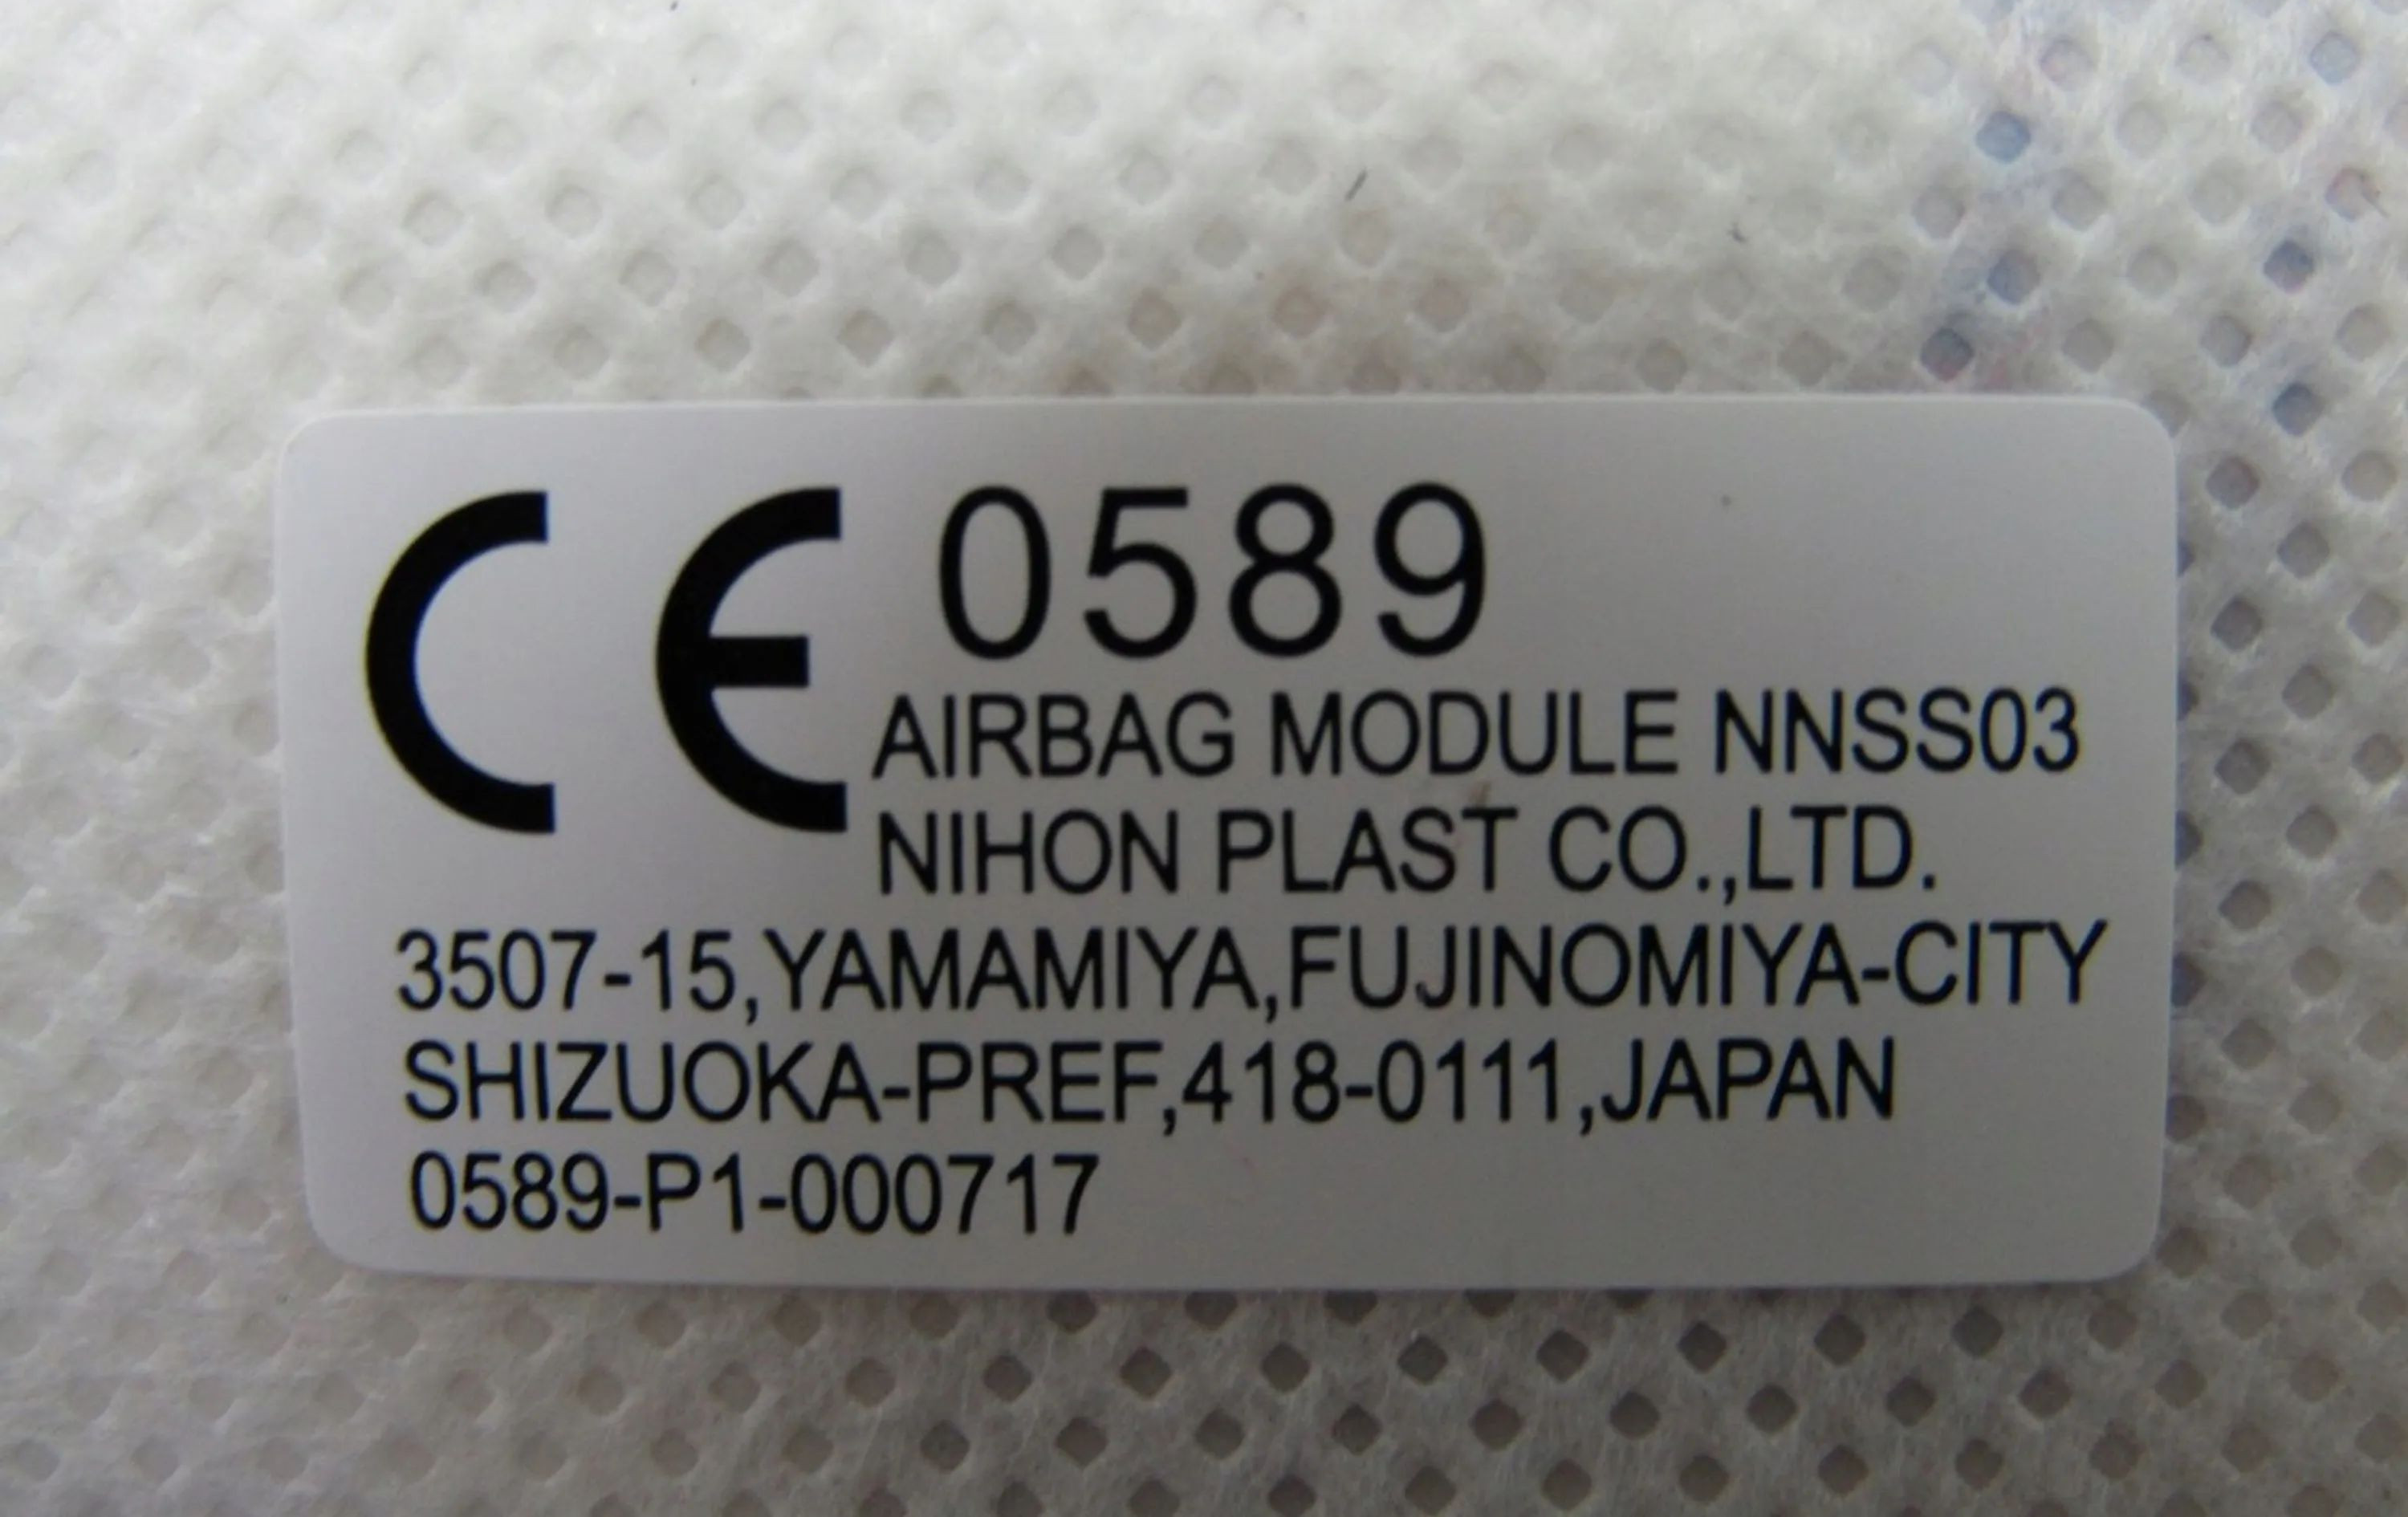 CE 0589
AIRBAG MODULE NNSS03
NIHON PLAST CO.,LTD.
3507-15,YAMAMIYA,FUJINOMIYA-CITY
SHIZUOKA-PREF,418-0111,JAPAN
0589-P1-000717